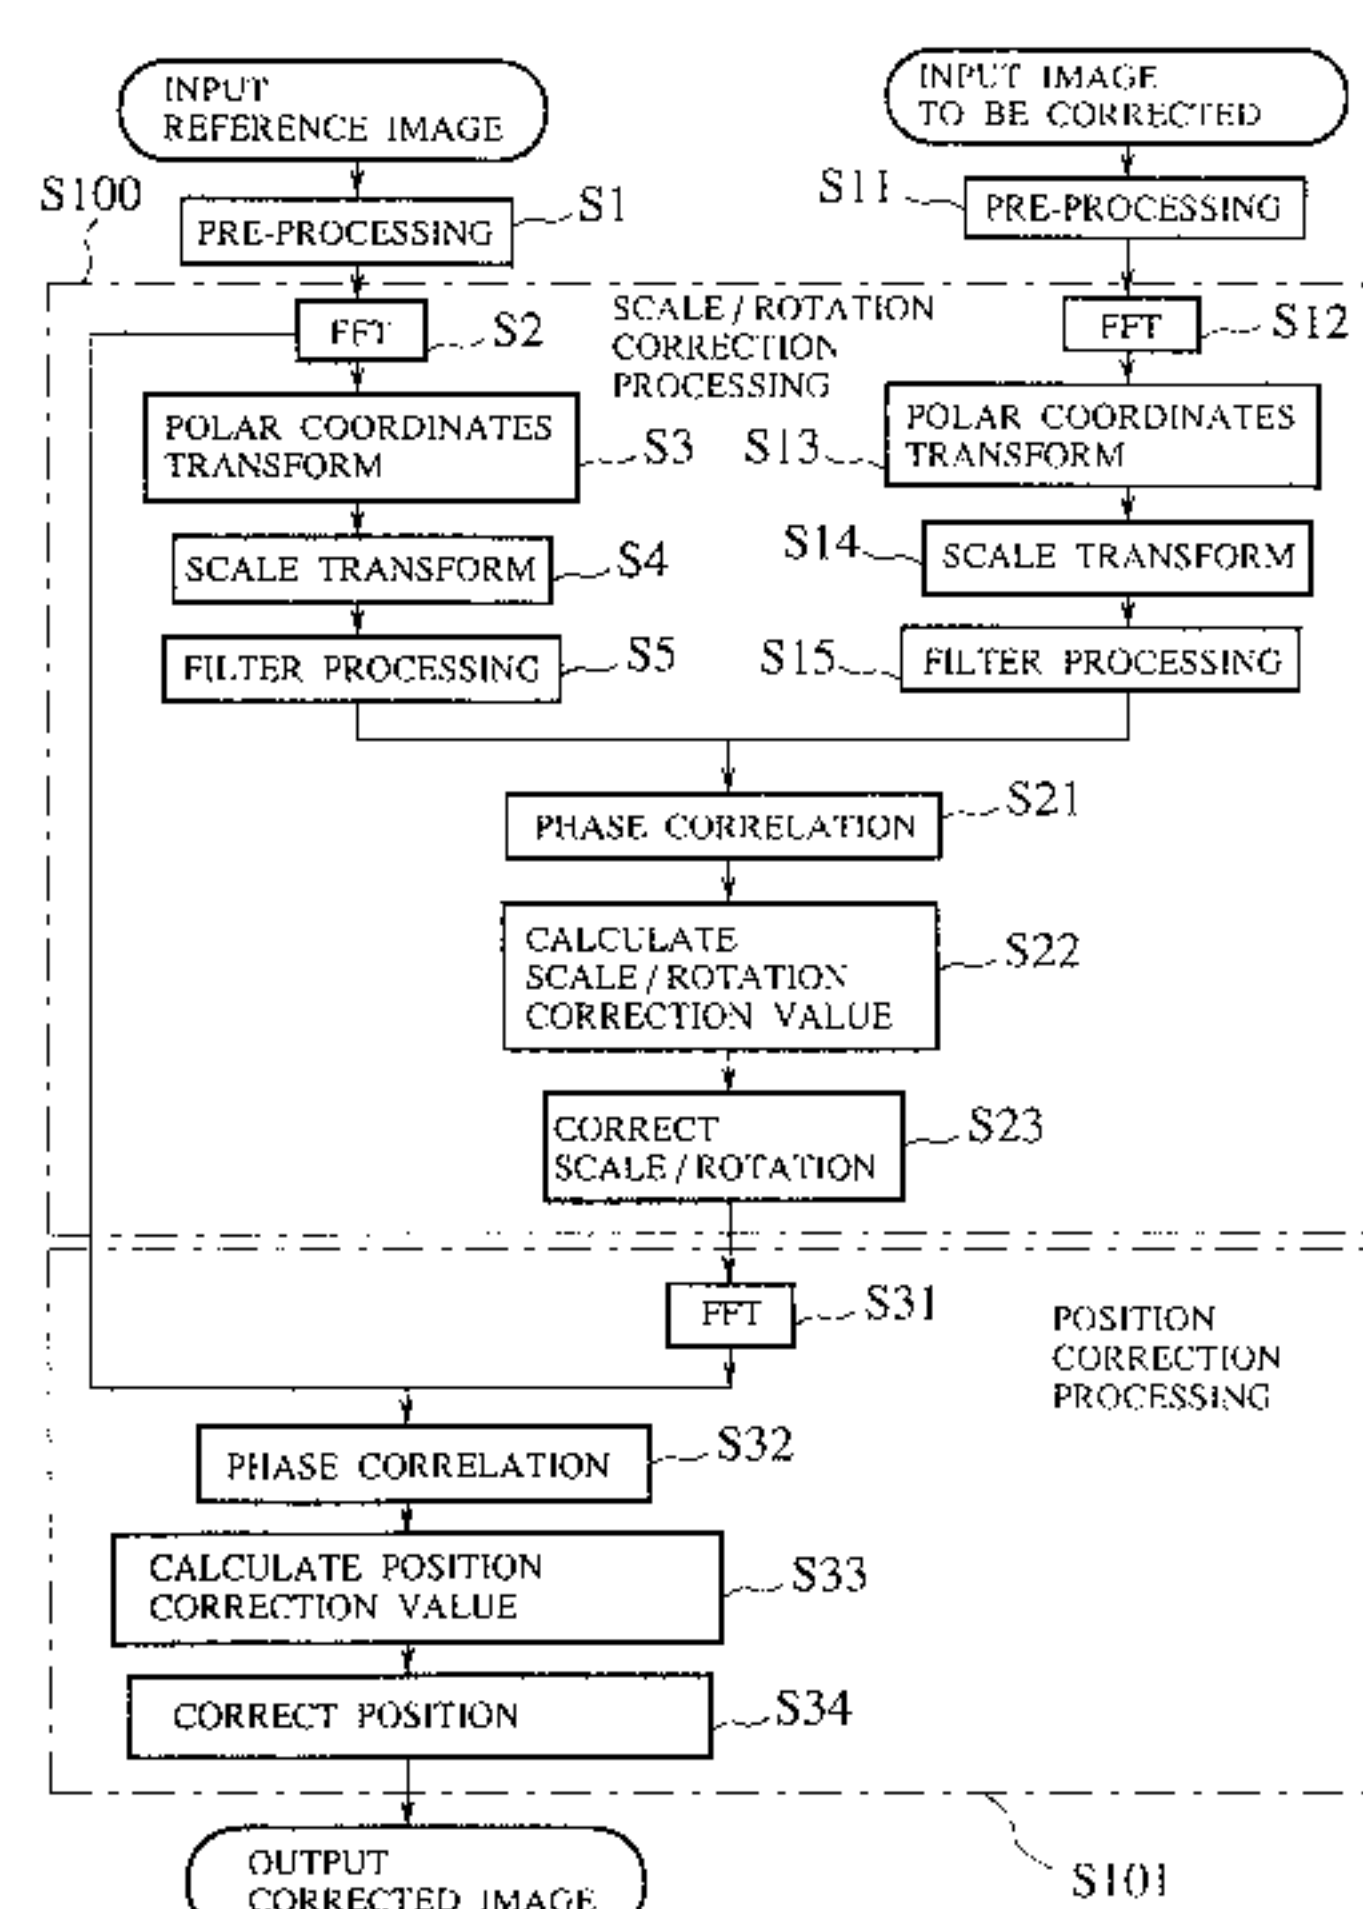 INPUT
REFERENCE IMAGE
INPUT IMAGE
TO BE CORRECTED
S100
PRE-PROCESSING
S1
S11
PRE-PROCESSING
FFT
S2
SCALE / ROTATION
CORRECTION
PROCESSING
FFT
S12
POLAR COORDINATES
TRANSFORM
S3
S13
POLAR COORDINATES
TRANSFORM
SCALE TRANSFORM
S4
S14
SCALE TRANSFORM
FILTER PROCESSING
S5
S15
FILTER PROCESSING
PHASE CORRELATION
S21
CALCULATE
SCALE / ROTATION
CORRECTION VALUE
S22
CORRECT
SCALE / ROTATION
S23
FFT
S31
POSITION
CORRECTION
PROCESSING
PHASE CORRELATION
S32
CALCULATE POSITION
CORRECTION VALUE
S33
CORRECT POSITION
S34
S101
OUTPUT
CORRECTED IMAGE